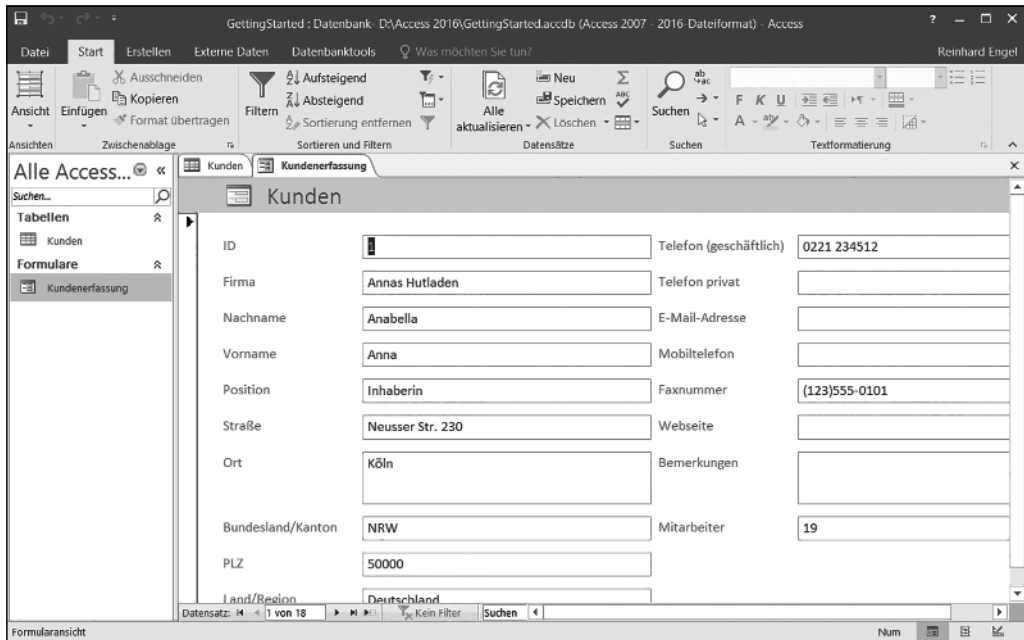 GettingStarted : Datenbank- D:\Access 2016\GettingStarted.accdb (Access 2007 - 2016-Dateiformat) - Access
Datei Start Erstellen Externe Daten Datenbanktools Was möchten Sie tun? Reinhard Engel
Ansicht
Einfügen
Ausschneiden
Kopieren
Format übertragen
Filtern
Aufsteigend
Absteigend
Sortierung entfernen
Alle
aktualisieren
Neu
Speichern
Löschen
Suchen
F K U
A
Ansichten Zwischenablage Sortieren und Filtern Datensätze Suchen Textformatierung
Alle Access...
Suchen...
Tabellen
Kunden
Formulare
Kundenerfassung
Kunden Kundenerfassung
Kunden
ID 1 Telefon (geschäftlich) 0221 234512
Firma Annas Hutladen Telefon privat
Nachname Anabella E-Mail-Adresse
Vorname Anna Mobiltelefon
Position Inhaberin Faxnummer (123)555-0101
Straße Neusser Str. 230 Webseite
Ort Köln Bemerkungen
Bundesland/Kanton NRW Mitarbeiter 19
PLZ 50000
Land/Region Deutschland
Datensatz: 1 von 18 Kein Filter Suchen
Formularansicht Num